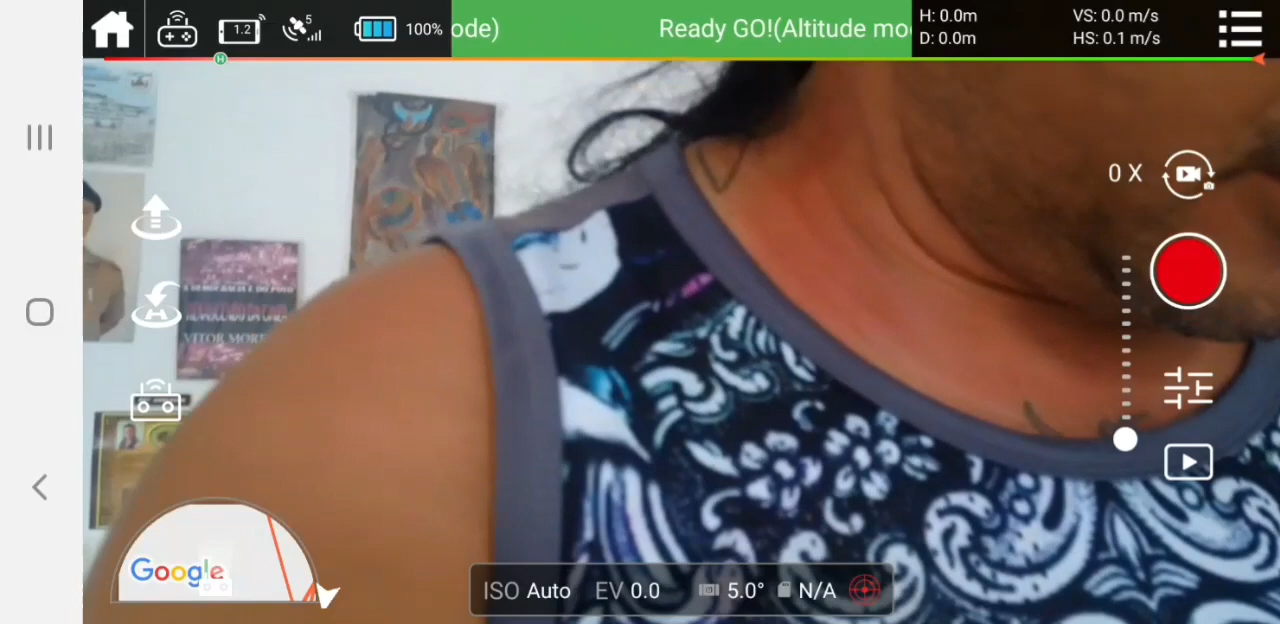 1.2
5
100%
ode)
Ready GO!(Altitude mo
H: 0.0m
VS: 0.0 m/s
D: 0.0m
HS: 0.1 m/s
H
0 X
VITOR
Google
ISO Auto
EV 0.0
5.0°
N/A